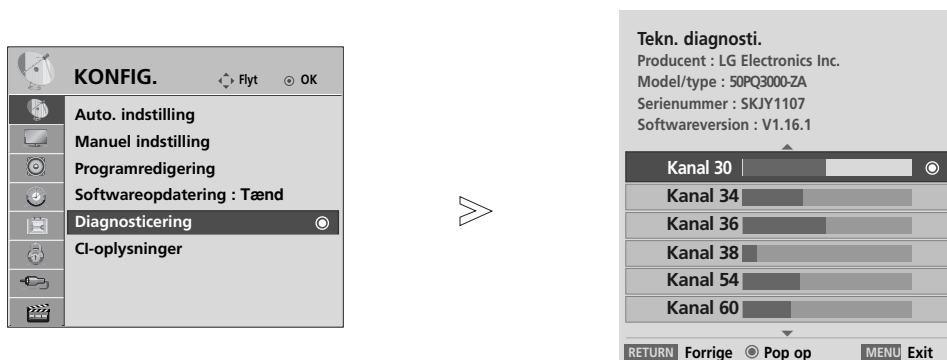 KONFIG. Flyt OK
Auto. indstilling
Manuel indstilling
Programredigering
Softwareopdatering : Tænd
Diagnosticering
CI-oplysninger
Tekn. diagnosti.
Producent : LG Electronics Inc.
Model/type : 50PQ3000-ZA
Serienummer : SKJY1107
Softwareversion : V1.16.1
Kanal 30
Kanal 34
Kanal 36
Kanal 38
Kanal 54
Kanal 60
RETURN Forrige Pop op MENU Exit